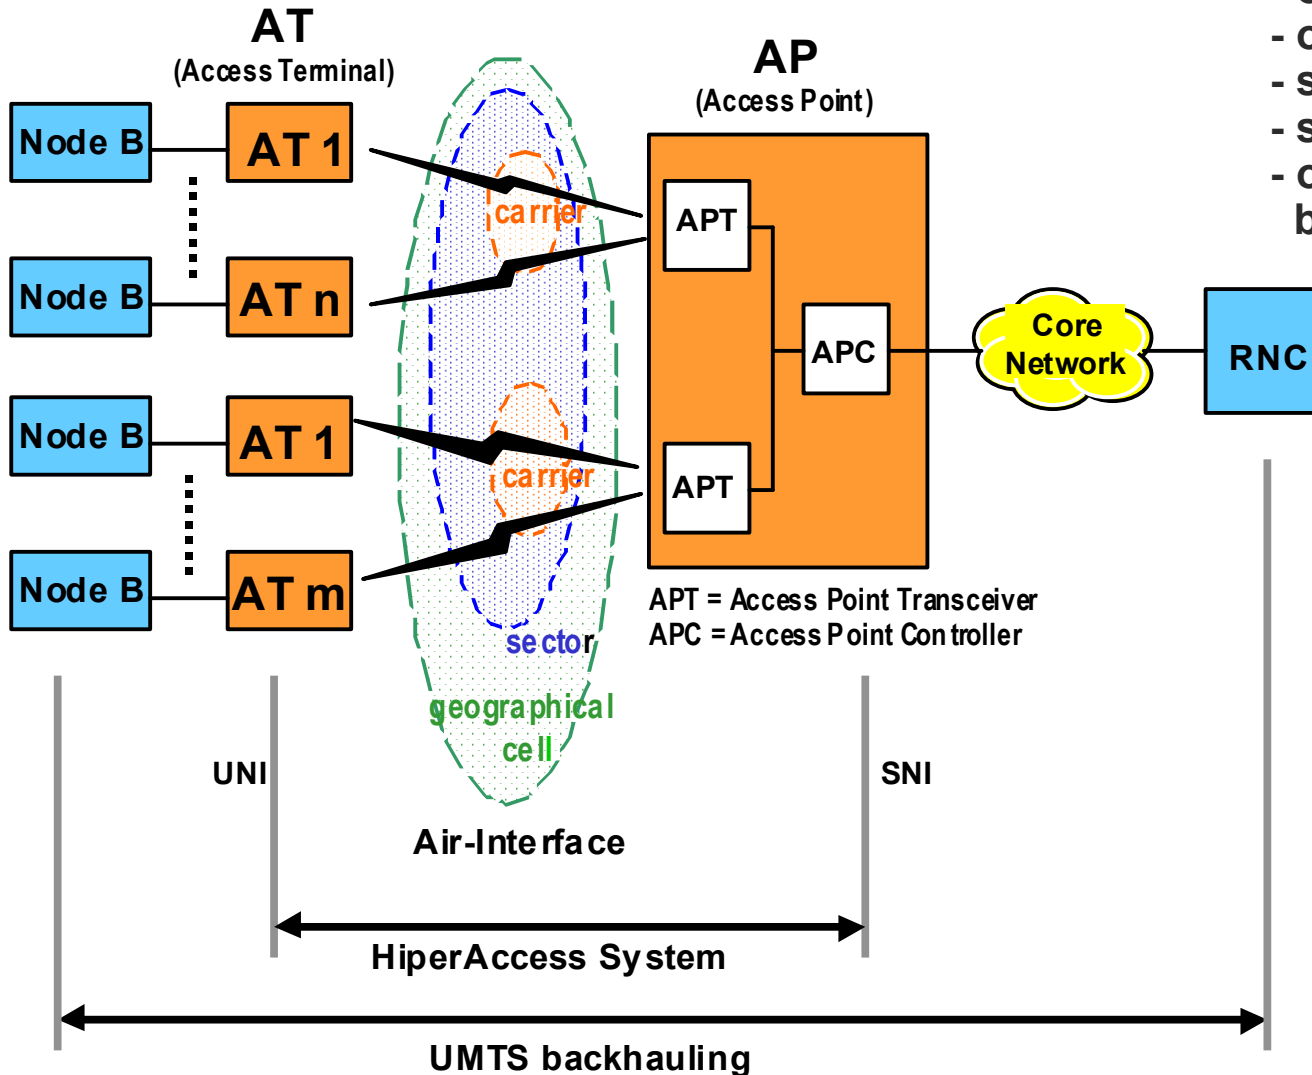 AT
(Access Terminal)
AP
(Access Point)
Node B
AT 1
Node B
AT n
Node B
AT 1
Node B
AT m
carrier
carrier
sector
geographical
cell
APT
APT
APC
Core
Network
RNC
APT = Access Point Transceiver
APC = Access Point Controller
UNI
SNI
Air-Interface
HiperAccess System
UMTS backhauling